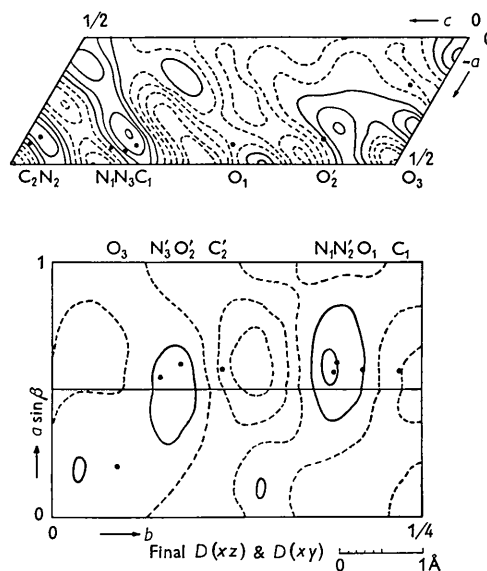 1/2 ← c 0 0
−a
1/2
C₂N₂ N₁N₃C₁ O₁ O₂′ O₃
O₃ N₃′O₂′ C₂′ N₁N₂′O₁ C₁
1
a sin β →
0
0 → b 1/4
Final D(xz) & D(xy) 0 1Å